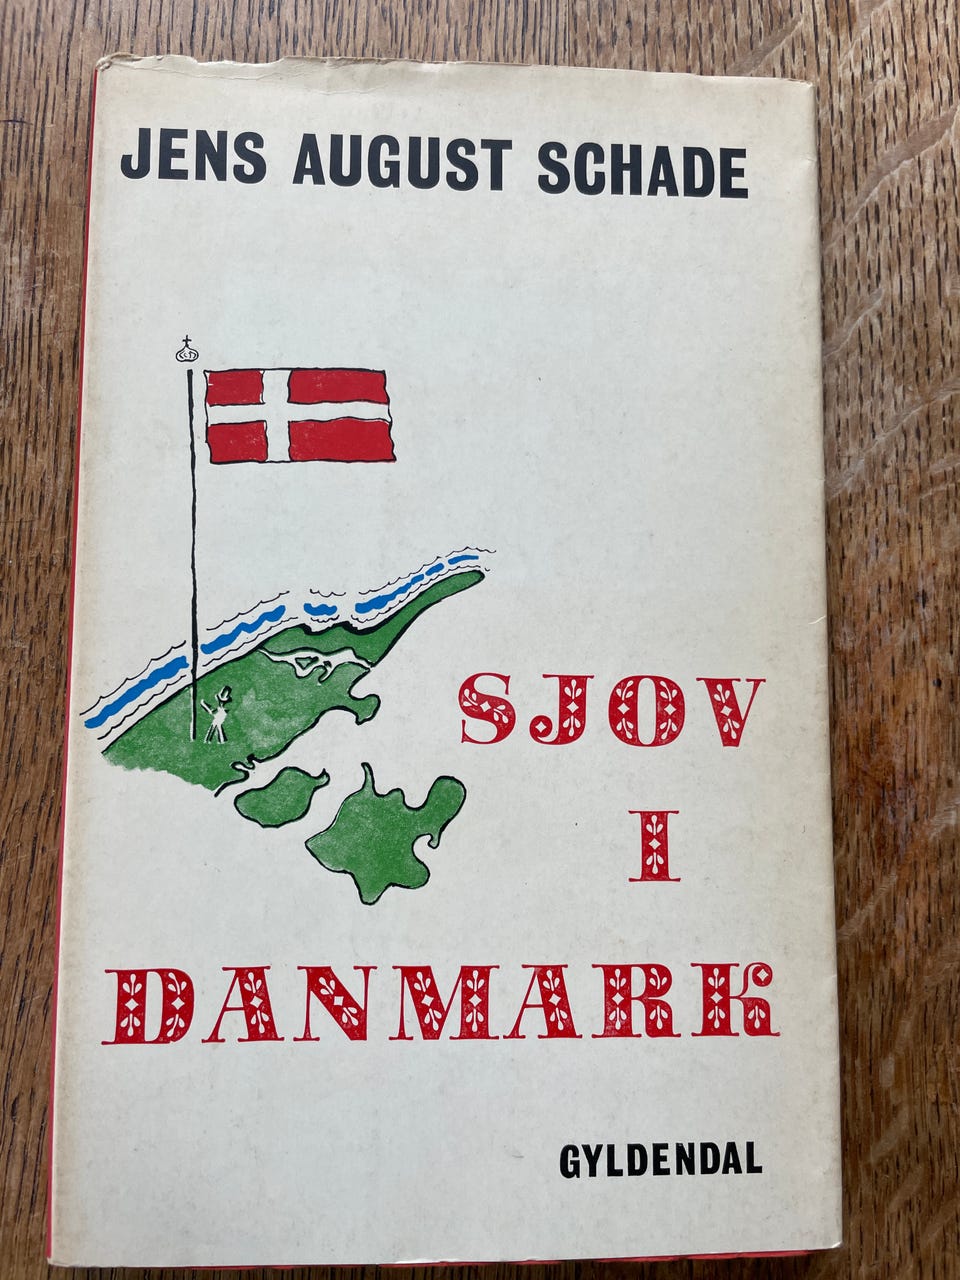 JENS AUGUST SCHADE
SJOV
I
DANMARK
GYLDENDAL